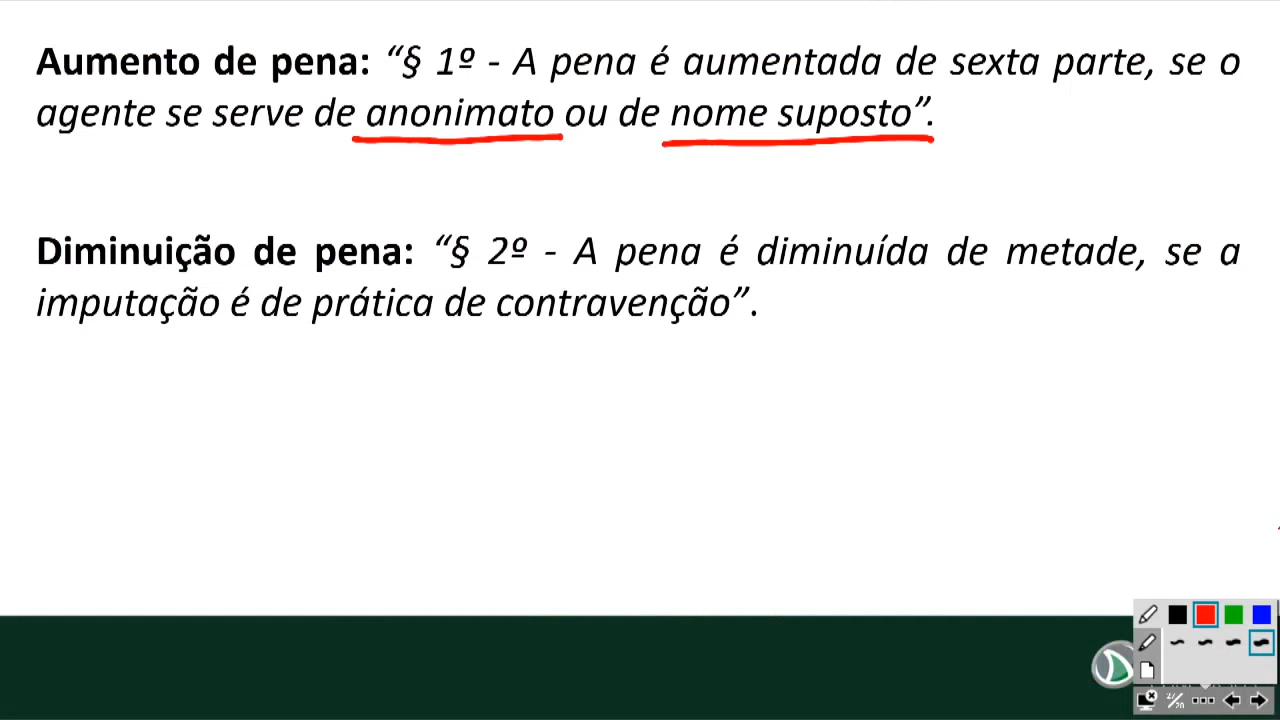 Aumento de pena: “§ 1º - A pena é aumentada de sexta parte, se o
agente se serve de anonimato ou de nome suposto”.
Diminuição de pena: “§ 2º - A pena é diminuída de metade, se a
imputação é de prática de contravenção”.